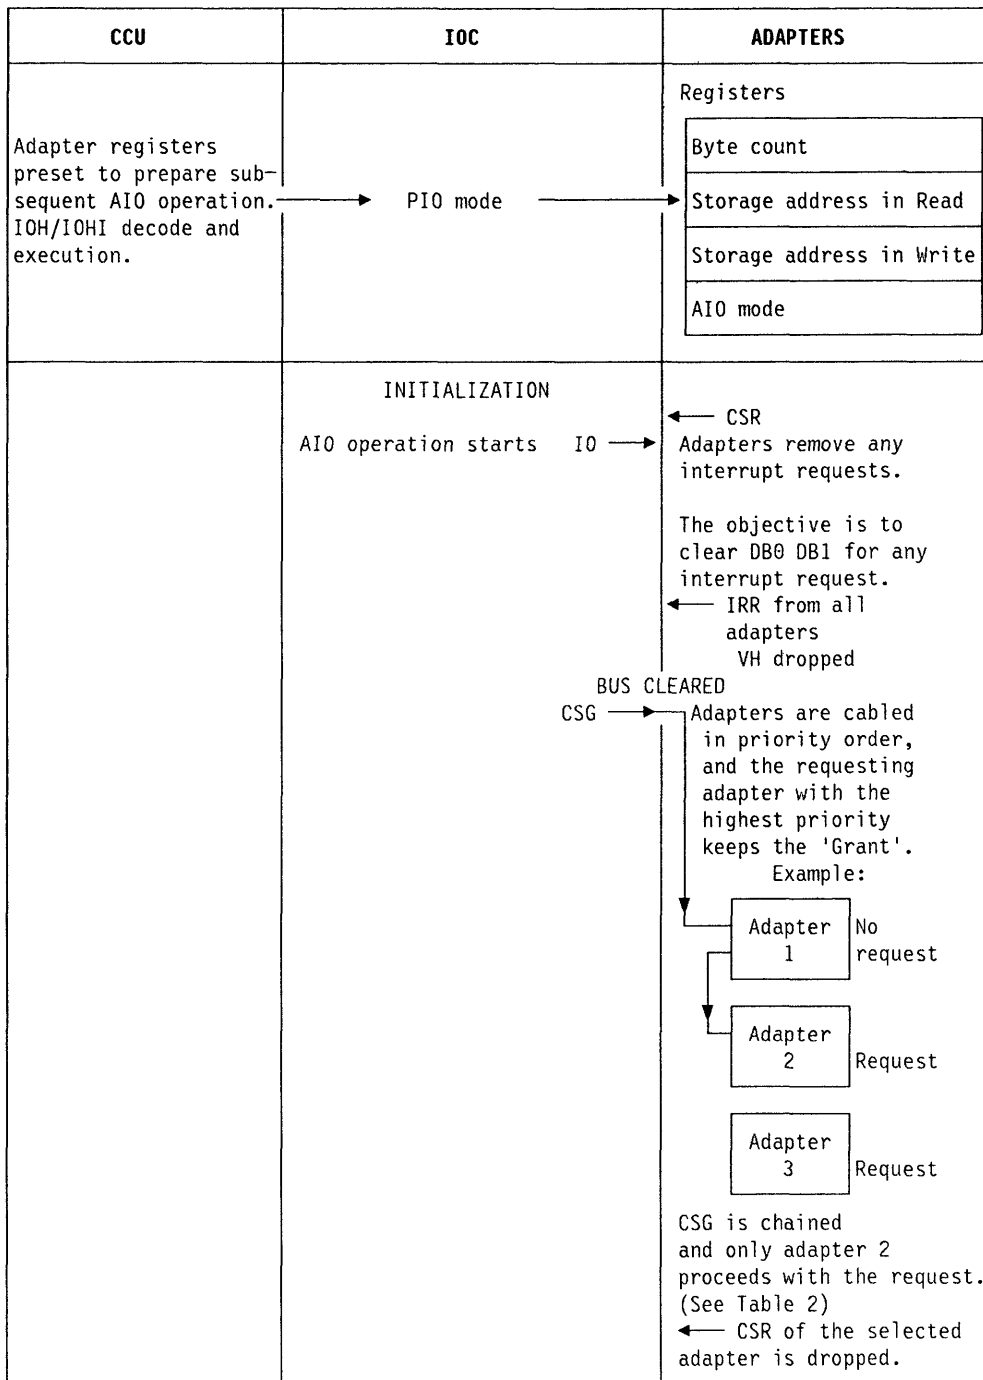 CCU
IOC
ADAPTERS
Adapter registers
preset to prepare sub-
sequent AIO operation.
IOH/IOHI decode and
execution.
PIO mode
Registers
Byte count
Storage address in Read
Storage address in Write
AIO mode
INITIALIZATION
AIO operation starts IO
CSR
Adapters remove any
interrupt requests.
The objective is to
clear DB0 DB1 for any
interrupt request.
IRR from all
adapters
VH dropped
BUS CLEARED
CSG
Adapters are cabled
in priority order,
and the requesting
adapter with the
highest priority
keeps the 'Grant'.
Example:
Adapter
1
No
request
Adapter
2
Request
Adapter
3
Request
CSG is chained
and only adapter 2
proceeds with the request.
(See Table 2)
CSR of the selected
adapter is dropped.